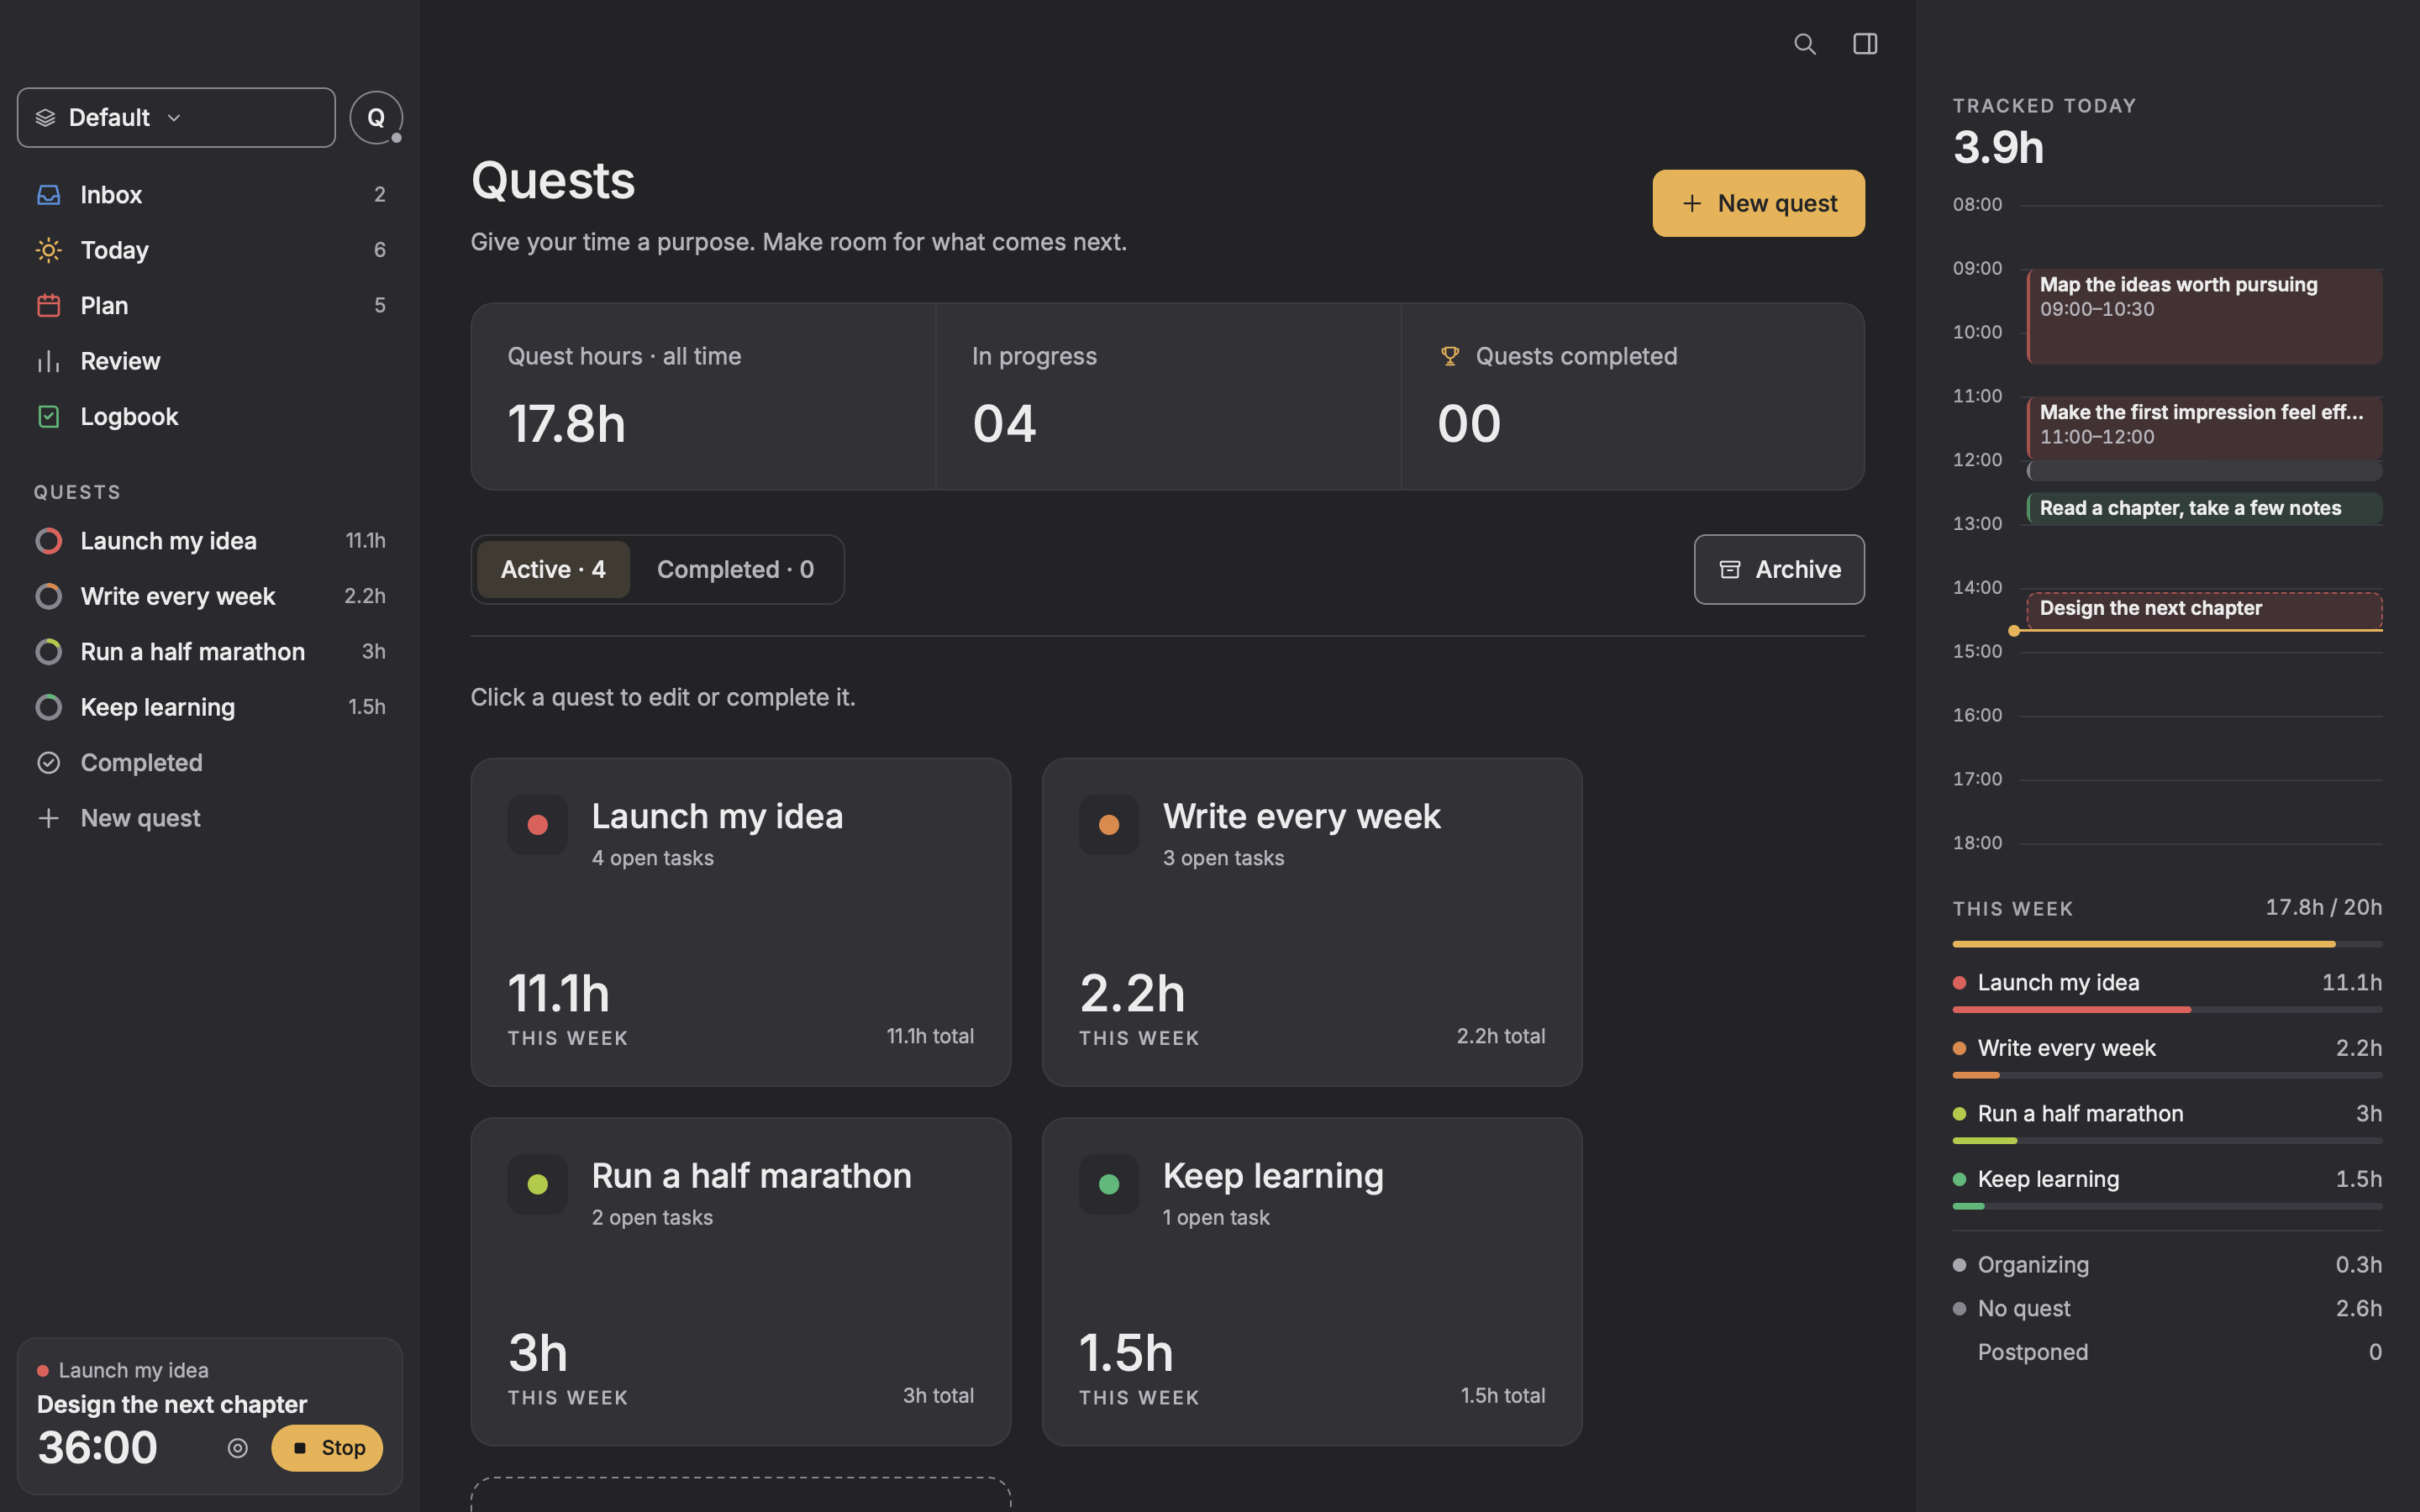 Default
Q
Inbox 2
Today 6
Plan 5
Review
Logbook
QUESTS
Launch my idea 11.1h
Write every week 2.2h
Run a half marathon 3h
Keep learning 1.5h
Completed
New quest
Launch my idea
Design the next chapter
36:00
Stop
Quests
Give your time a purpose. Make room for what comes next.
New quest
Quest hours · all time
17.8h
In progress
04
Quests completed
00
Active · 4
Completed · 0
Archive
Click a quest to edit or complete it.
Launch my idea
4 open tasks
11.1h
THIS WEEK
11.1h total
Write every week
3 open tasks
2.2h
THIS WEEK
2.2h total
Run a half marathon
2 open tasks
3h
THIS WEEK
3h total
Keep learning
1 open task
1.5h
THIS WEEK
1.5h total
TRACKED TODAY
3.9h
08:00
09:00
Map the ideas worth pursuing
09:00–10:30
10:00
11:00
Make the first impression feel eff...
11:00–12:00
12:00
Read a chapter, take a few notes
13:00
14:00
Design the next chapter
15:00
16:00
17:00
18:00
THIS WEEK 17.8h / 20h
Launch my idea 11.1h
Write every week 2.2h
Run a half marathon 3h
Keep learning 1.5h
Organizing 0.3h
No quest 2.6h
Postponed 0